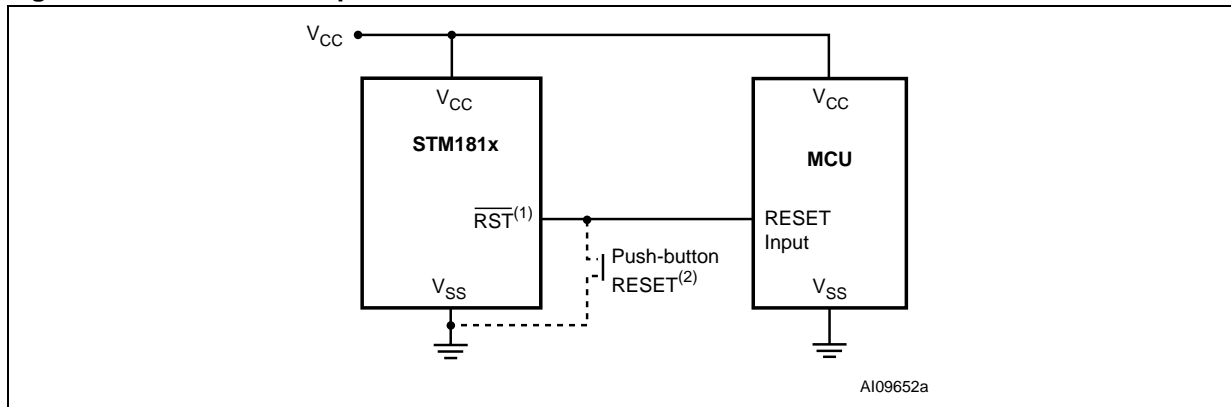 V_CC
V_CC
STM181x
RST(1)
V_SS
Push-button
RESET(2)
V_CC
MCU
RESET
Input
V_SS
AI09652a